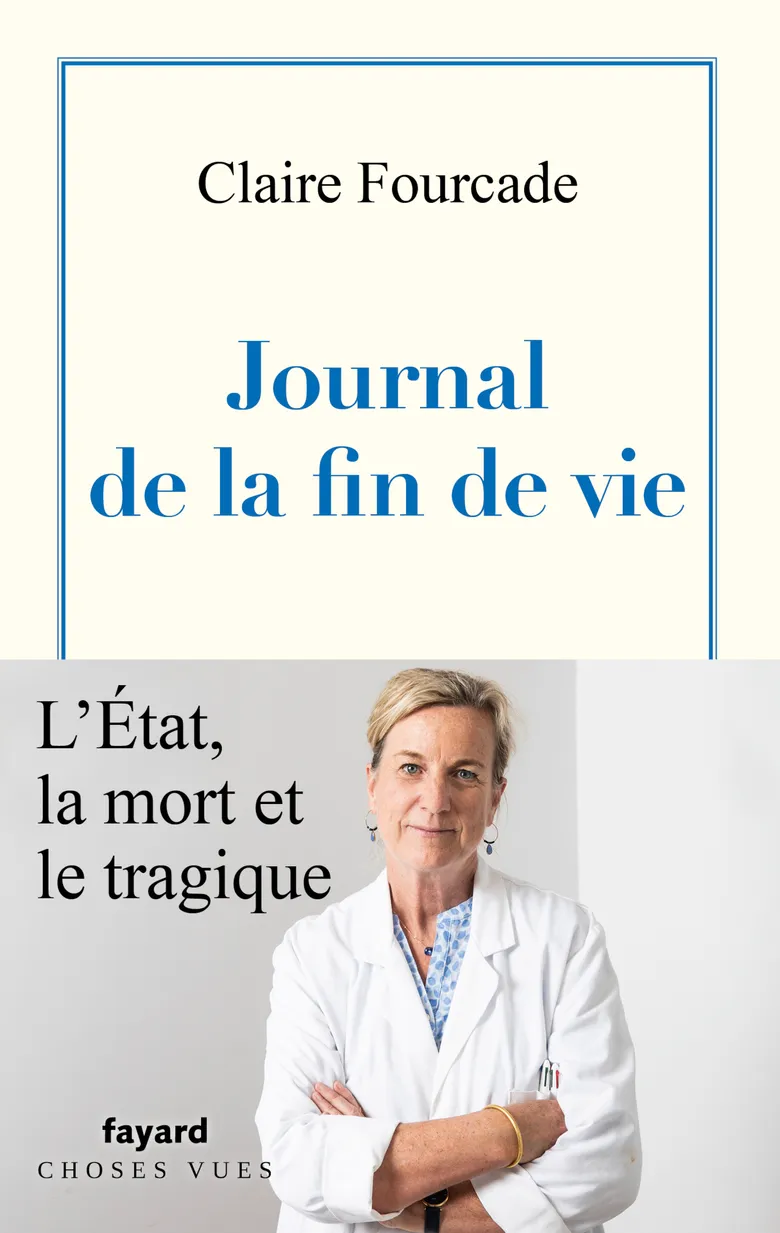 Claire Fourcade
Journal
de la fin de vie
L’État,
la mort et
le tragique
fayard
CHOSES VUES